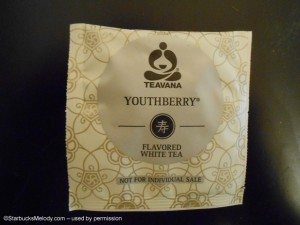 TEAVANA
YOUTHBERRY®
寿
FLAVORED
WHITE TEA
NOT FOR INDIVIDUAL SALE
©StarbucksMelody.com -- used by permission